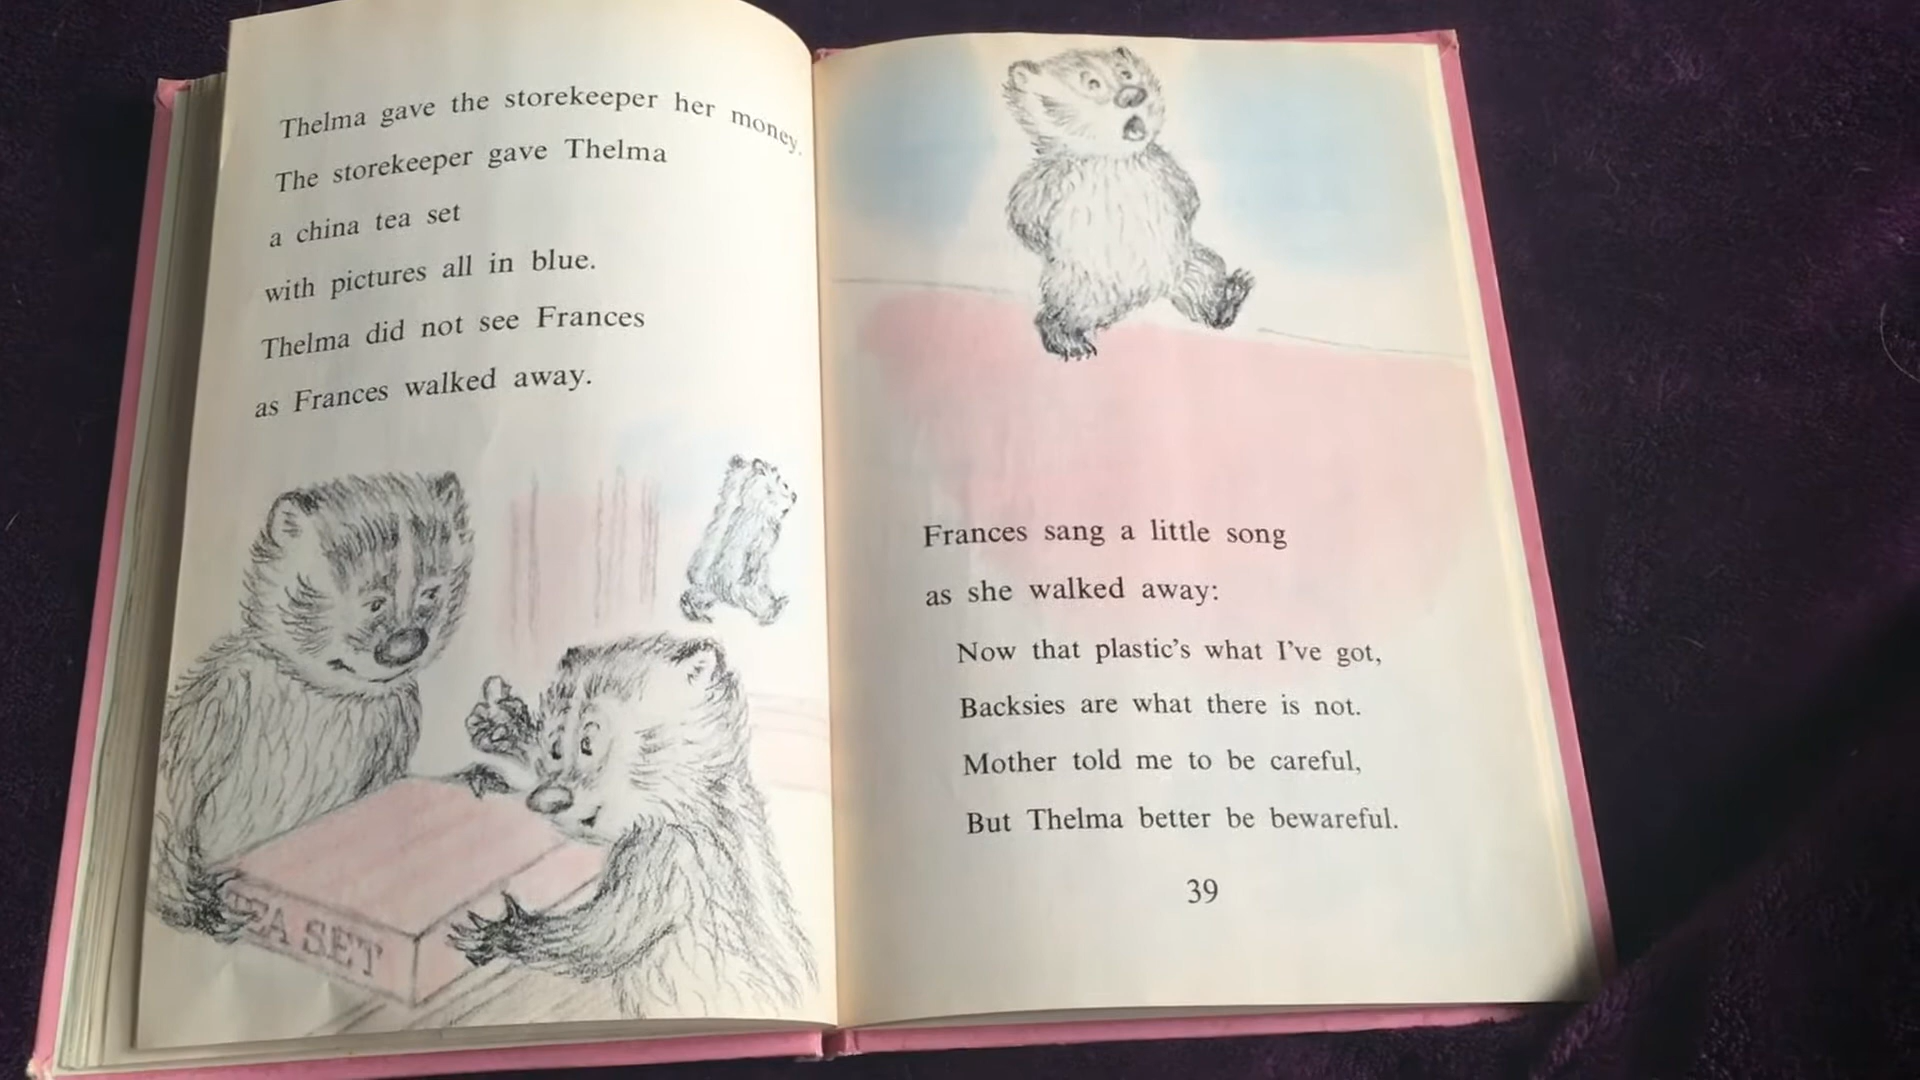 Thelma gave the storekeeper her money.
The storekeeper gave Thelma
a china tea set
with pictures all in blue.
Thelma did not see Frances
as Frances walked away.
TEA SET
Frances sang a little song
as she walked away:
Now that plastic's what I've got,
Backsies are what there is not.
Mother told me to be careful,
But Thelma better be bewareful.
39